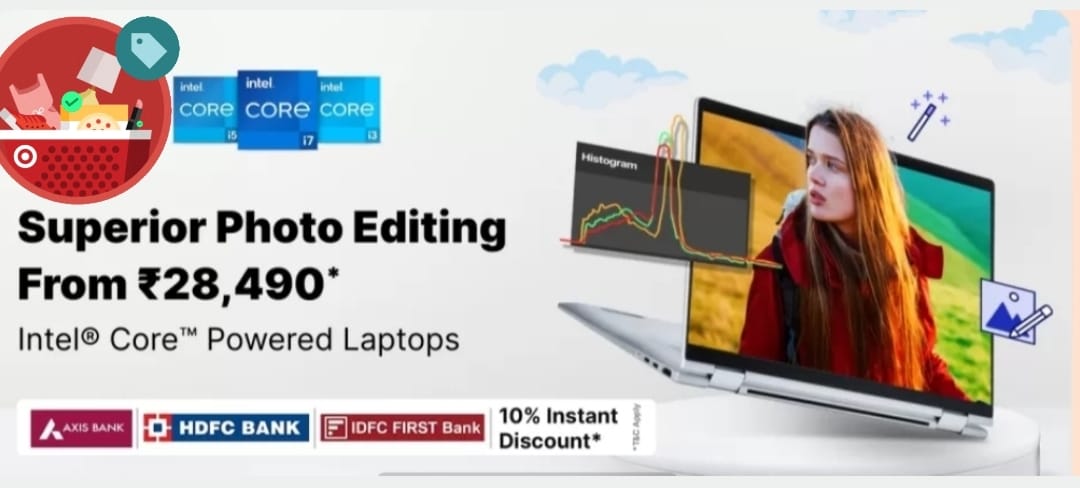 intel
CORE
i5
intel
CORE
i7
intel
CORE
i3
Superior Photo Editing
From ₹28,490*
Intel® Core™ Powered Laptops
Histogram
AXIS BANK
HDFC BANK
IDFC FIRST Bank
10% Instant
Discount*
*T&C Apply